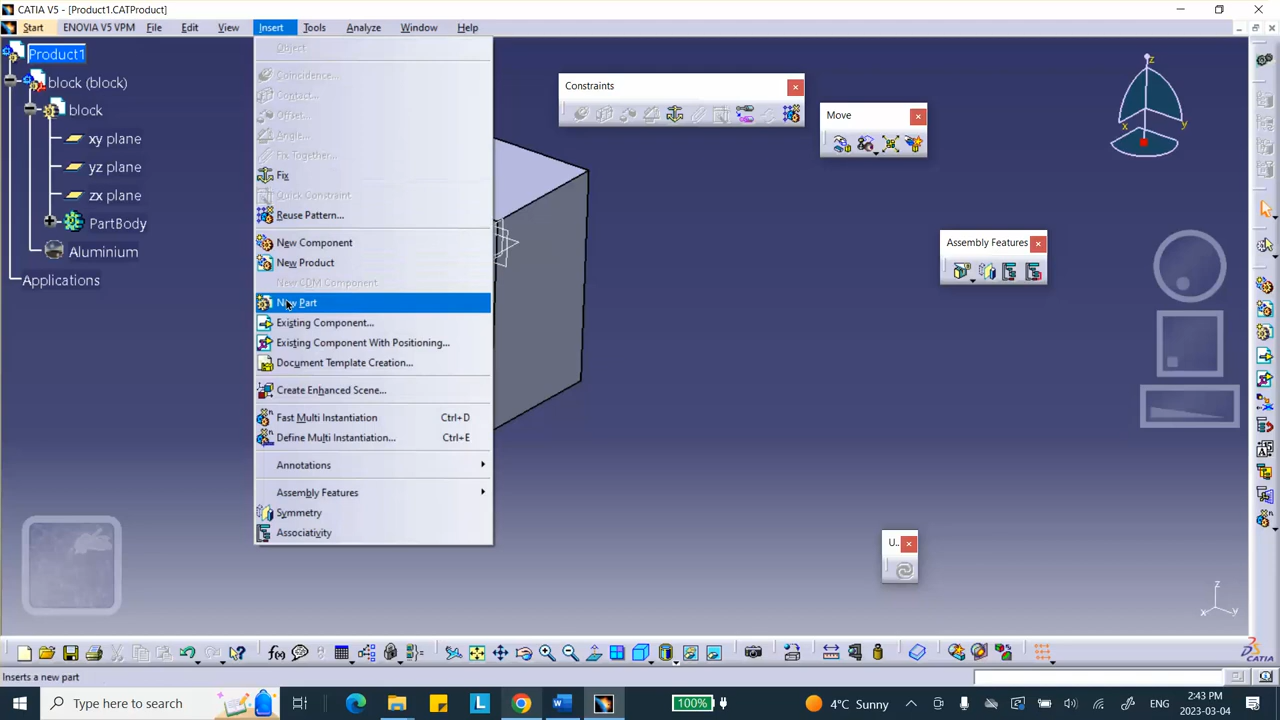 CATIA V5 - [Product1.CATProduct]
Start ENOVIA V5 VPM File Edit View Insert Tools Analyze Window Help
Product1
block (block)
block
xy plane
yz plane
zx plane
PartBody
Aluminium
Applications
Object
Coincidence...
Contact...
Offset...
Angle...
Fix Together...
Fix
Quick Constraint
Reuse Pattern...
New Component
New Product
New CDM Component
New Part
Existing Component...
Existing Component With Positioning...
Document Template Creation...
Create Enhanced Scene...
Fast Multi Instantiation Ctrl+D
Define Multi Instantiation... Ctrl+E
Annotations
Assembly Features
Symmetry
Associativity
Constraints
Move
Assembly Features
U...
z
x y
z
x y
f(x)
CATIA
Inserts a new part
Type here to search
100%
4°C Sunny
2:43 PM
2023-03-04